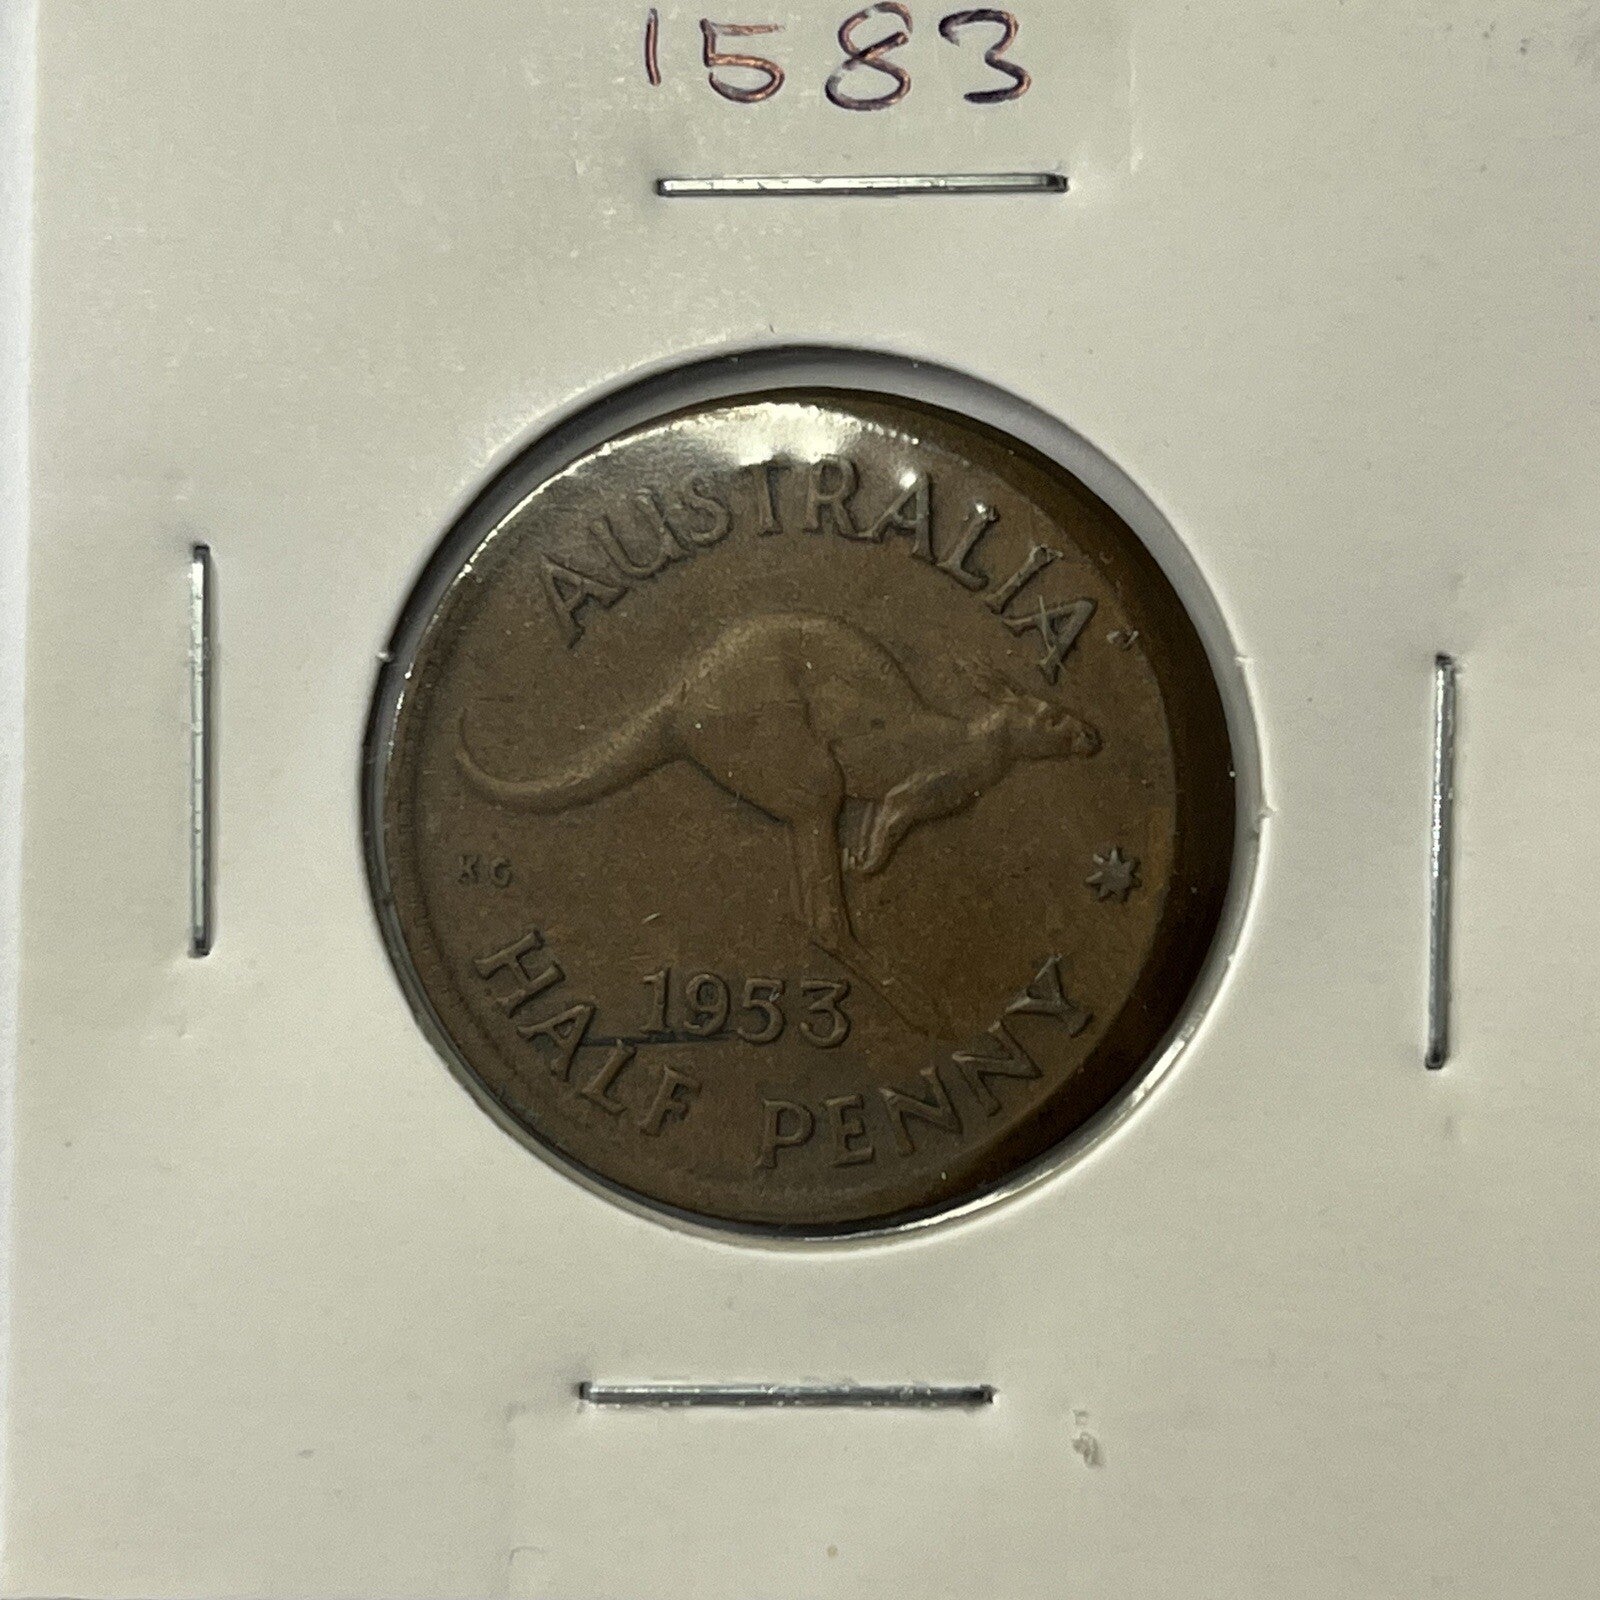 1583
AUSTRALIA
KG
1953
HALF PENNY